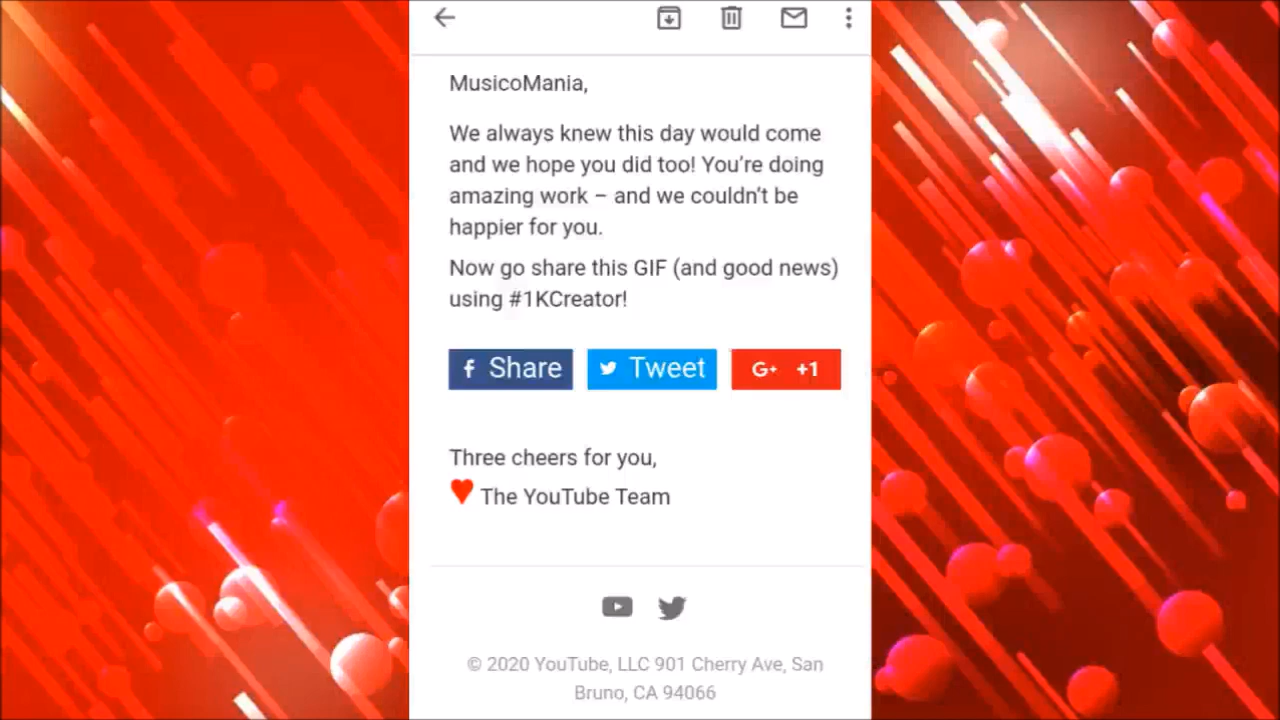 MusicoMania,
We always knew this day would come
and we hope you did too! You’re doing
amazing work – and we couldn’t be
happier for you.
Now go share this GIF (and good news)
using #1KCreator!
f Share Tweet G+ +1
Three cheers for you,
The YouTube Team
© 2020 YouTube, LLC 901 Cherry Ave, San
Bruno, CA 94066